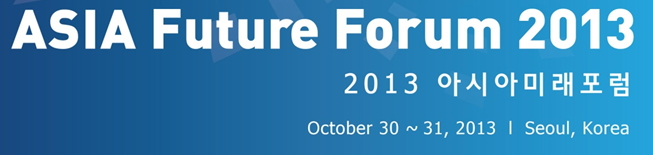 ASIA Future Forum 2013
2013 아시아미래포럼
October 30 ~ 31, 2013 l Seoul, Korea